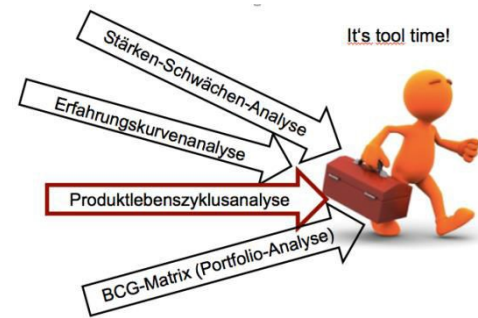 It's tool time!
Stärken-Schwächen-Analyse
Erfahrungskurvenanalyse
Produktlebenszyklusanalyse
BCG-Matrix (Portfolio-Analyse)